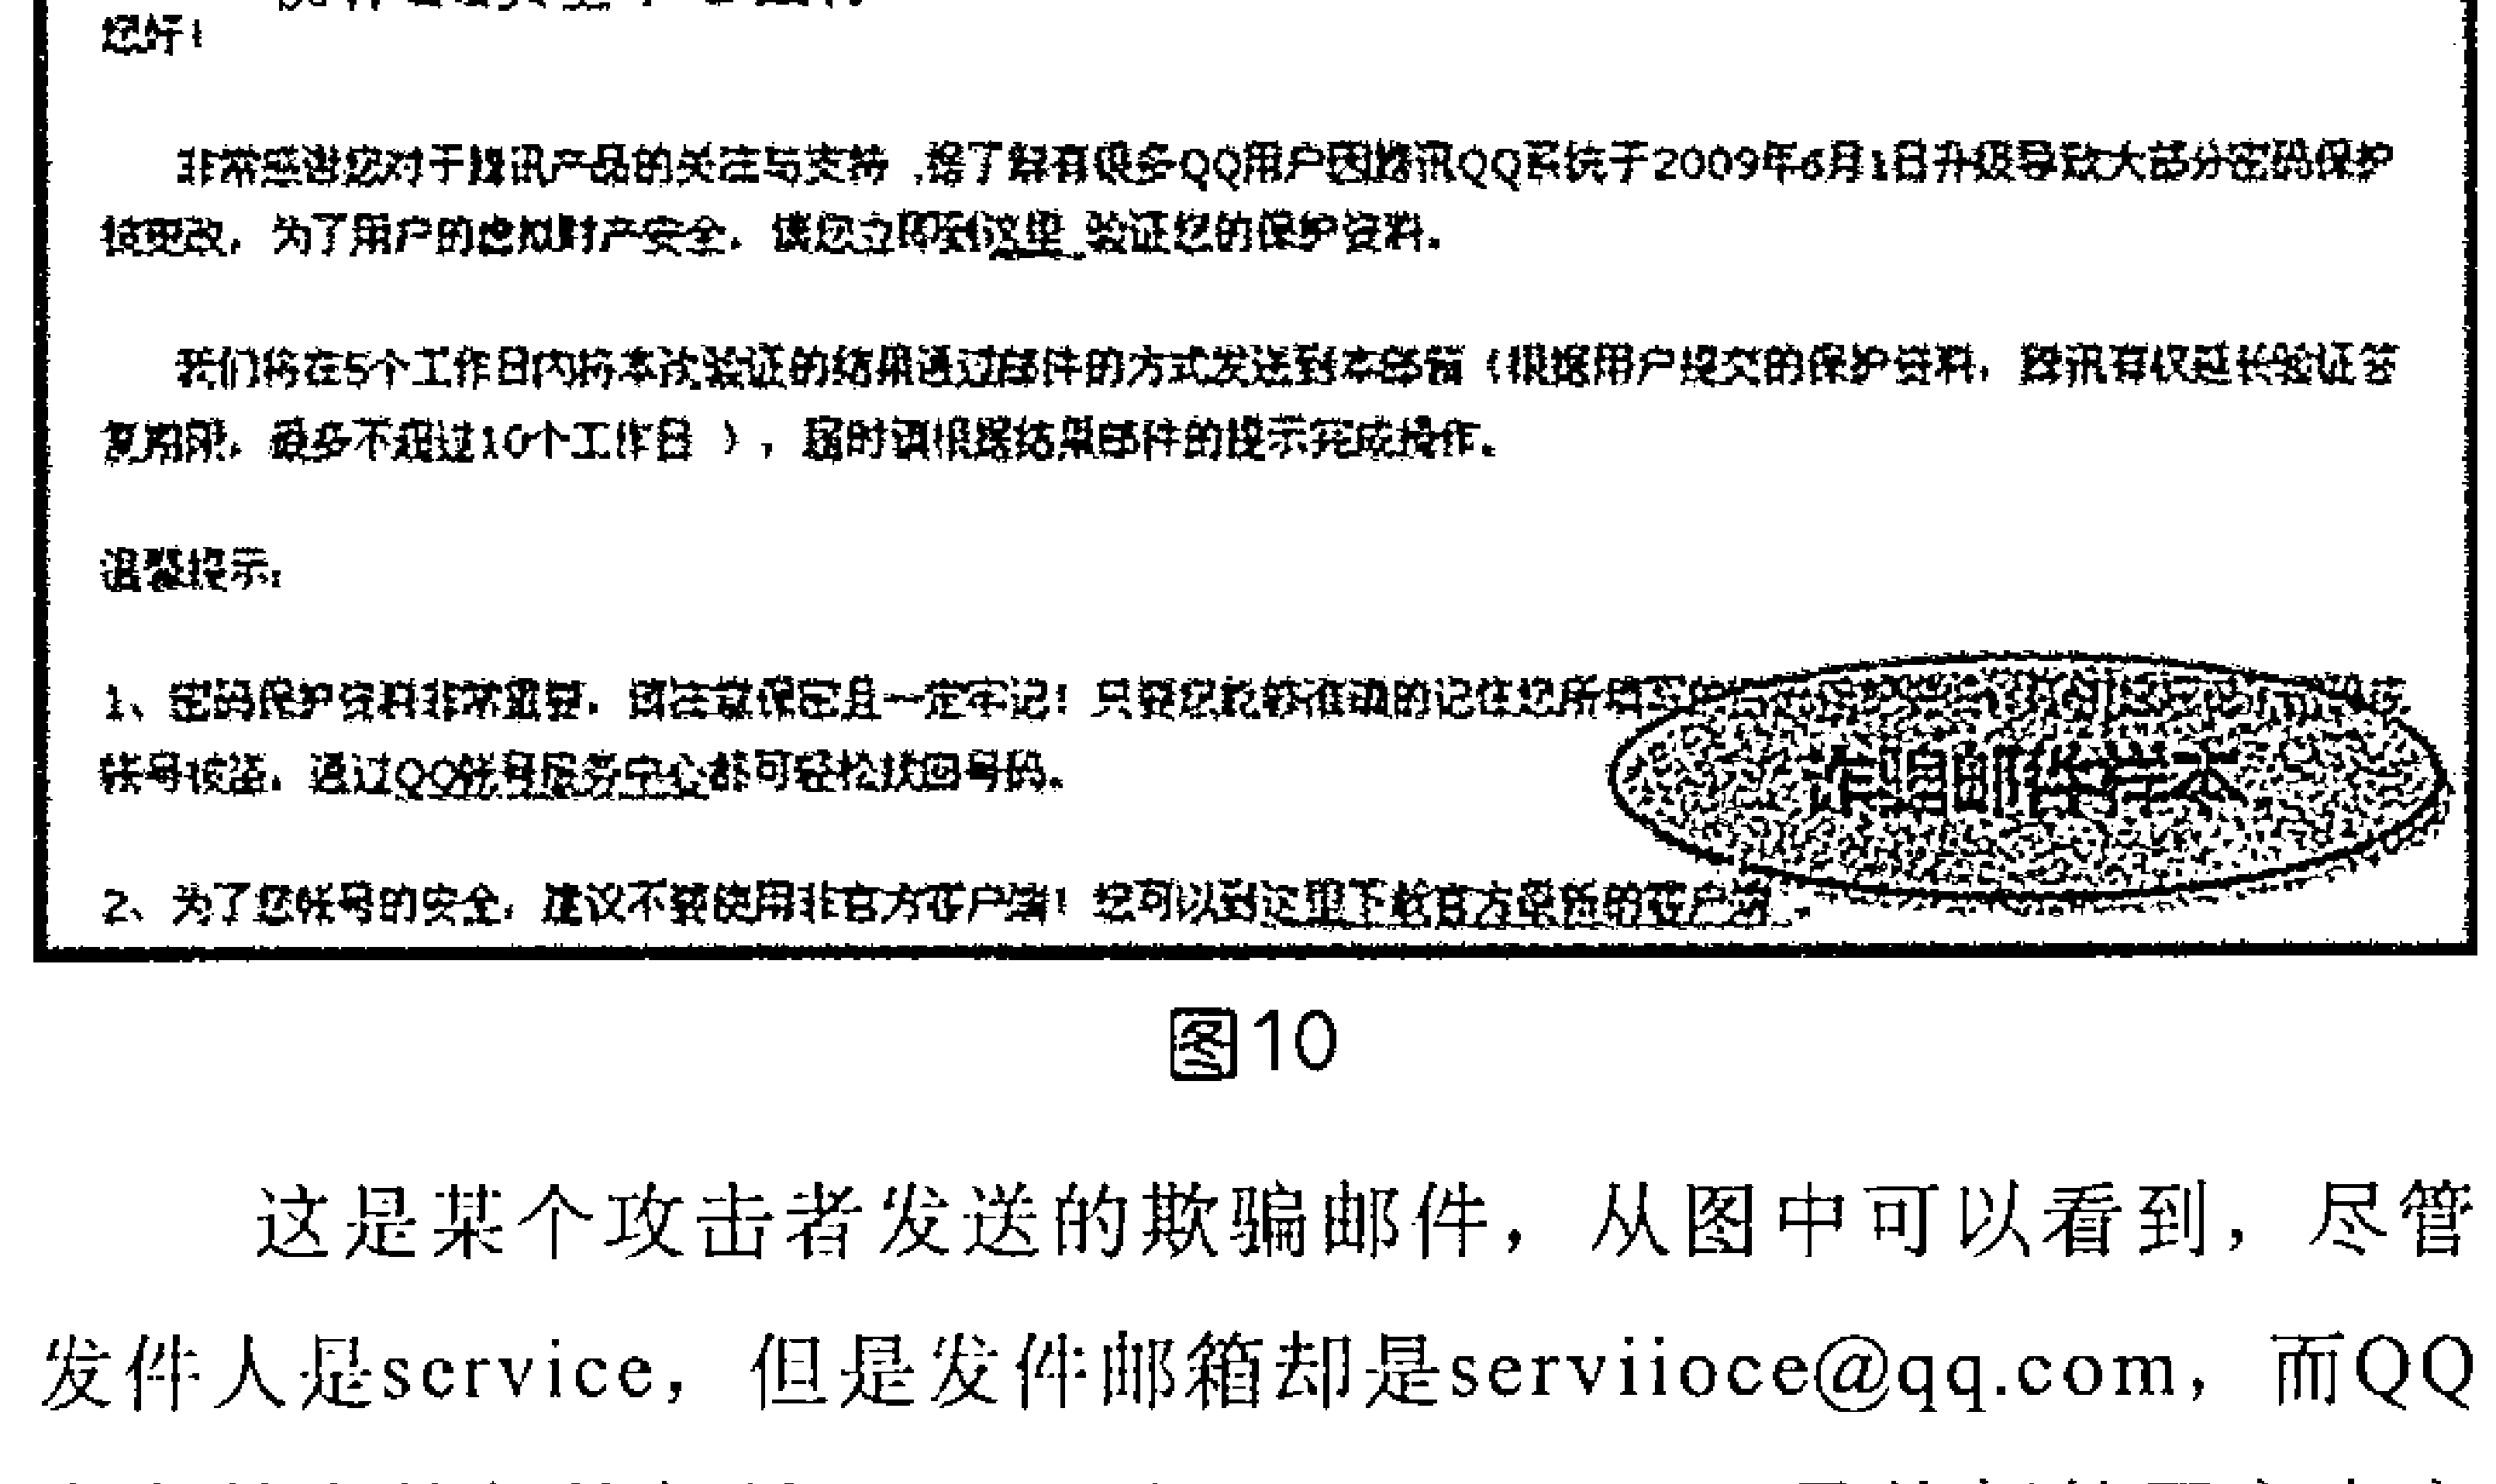 您好！
非常感谢您对于腾讯产品的关注与支持，据了解有很多QQ用户因腾讯QQ系统于2009年6月1日升级导致大部分密码保护
被更改，为了用户的虚拟财产安全，请您立即到这里 验证您的保护资料。
我们将在5个工作日内将本次验证的结果通过邮件的方式发送到本邮箱（根据用户提交的保护资料，腾讯有权延长验证答
复周期，最多不超过10个工作日 ），届时请根据结果邮件的提示完成操作。
温馨提示：
1、密码保护资料非常重要，请注意保密且一定牢记！只要您能够准确的记住您所填写
帐号被盗，通过QQ帐号服务中心都可轻松找回号码。
邮件样本
2、为了您帐号的安全，建议不要使用非官方客户端！您可以到这里下载官方最新的客户端
图10
这是某个攻击者发送的欺骗邮件，从图中可以看到，尽管
发件人是scrvice，但是发件邮箱却是serviioce@qq.com，而QQ